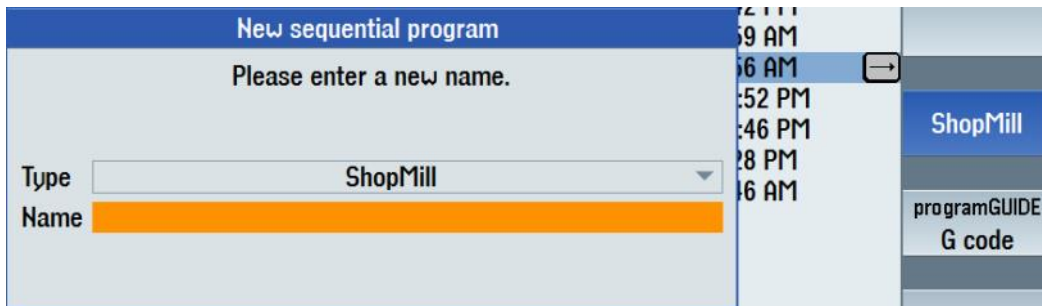 New sequential program
Please enter a new name.
Type ShopMill
Name
59 AM
56 AM
:52 PM
:46 PM
28 PM
46 AM
ShopMill
programGUIDE
G code